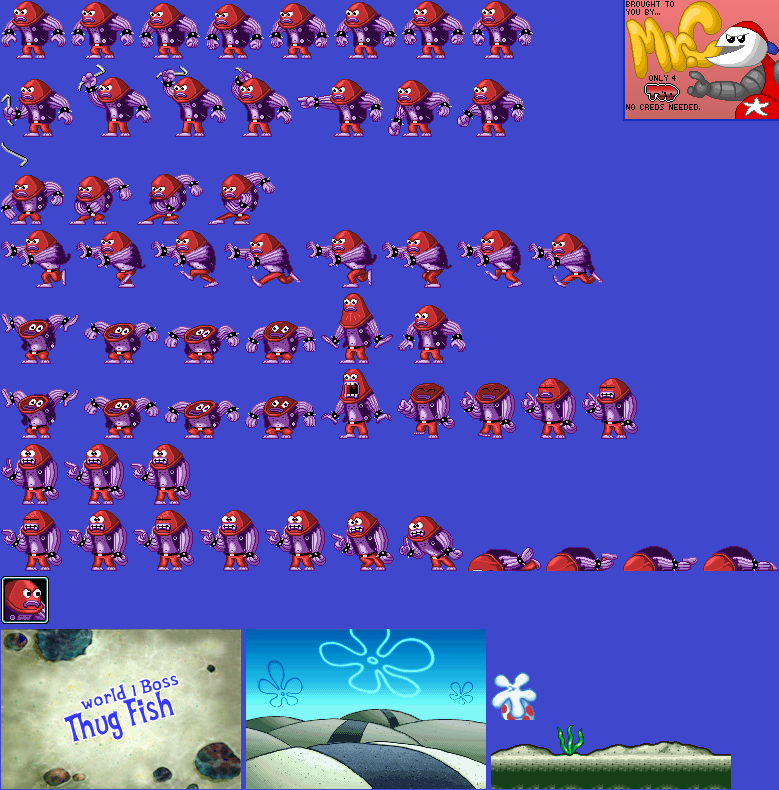 BROUGHT TO
YOU BY...
Mr. C
ONLY 4
NO CREDS NEEDED.
World 1 Boss
Thug Fish